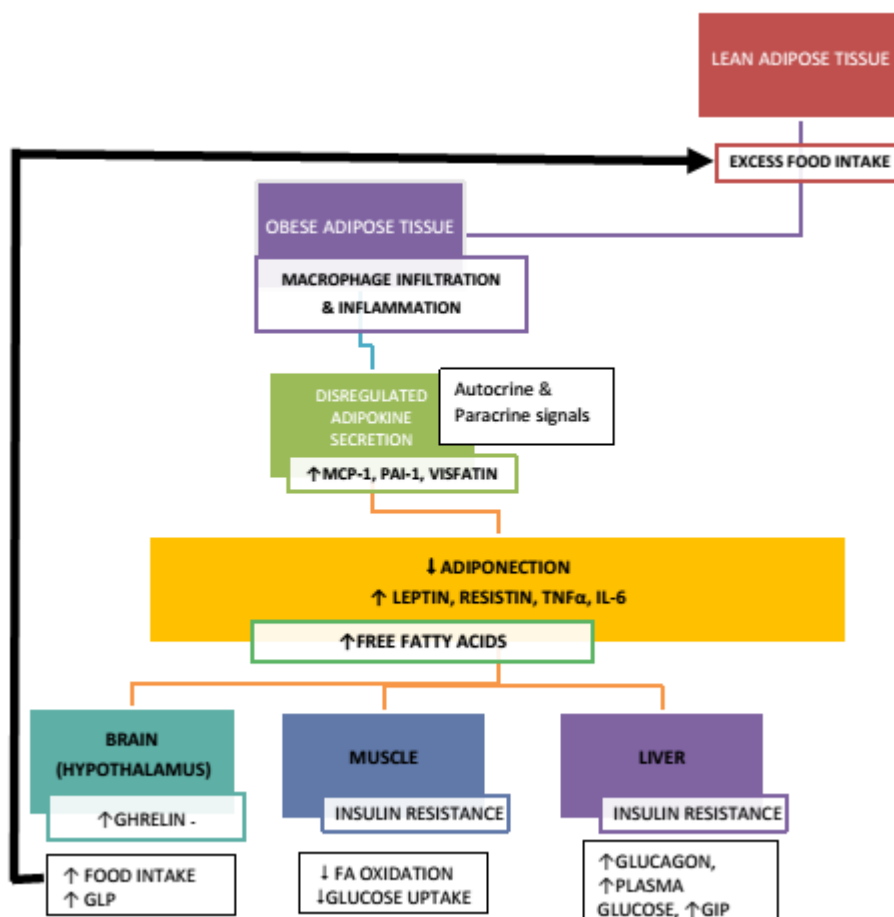 LEAN ADIPOSE TISSUE
EXCESS FOOD INTAKE
OBESE ADIPOSE TISSUE
MACROPHAGE INFILTRATION
& INFLAMMATION
DISREGULATED
ADIPOKINE
SECRETION
Autocrine &
Paracrine signals
↑MCP-1, PAI-1, VISFATIN
↓ ADIPONECTION
↑ LEPTIN, RESISTIN, TNFα, IL-6
↑FREE FATTY ACIDS
BRAIN
(HYPOTHALAMUS)
↑GHRELIN -
↑ FOOD INTAKE
↑ GLP
MUSCLE
INSULIN RESISTANCE
↓ FA OXIDATION
↓GLUCOSE UPTAKE
LIVER
INSULIN RESISTANCE
↑GLUCAGON,
↑PLASMA
GLUCOSE, ↑GIP